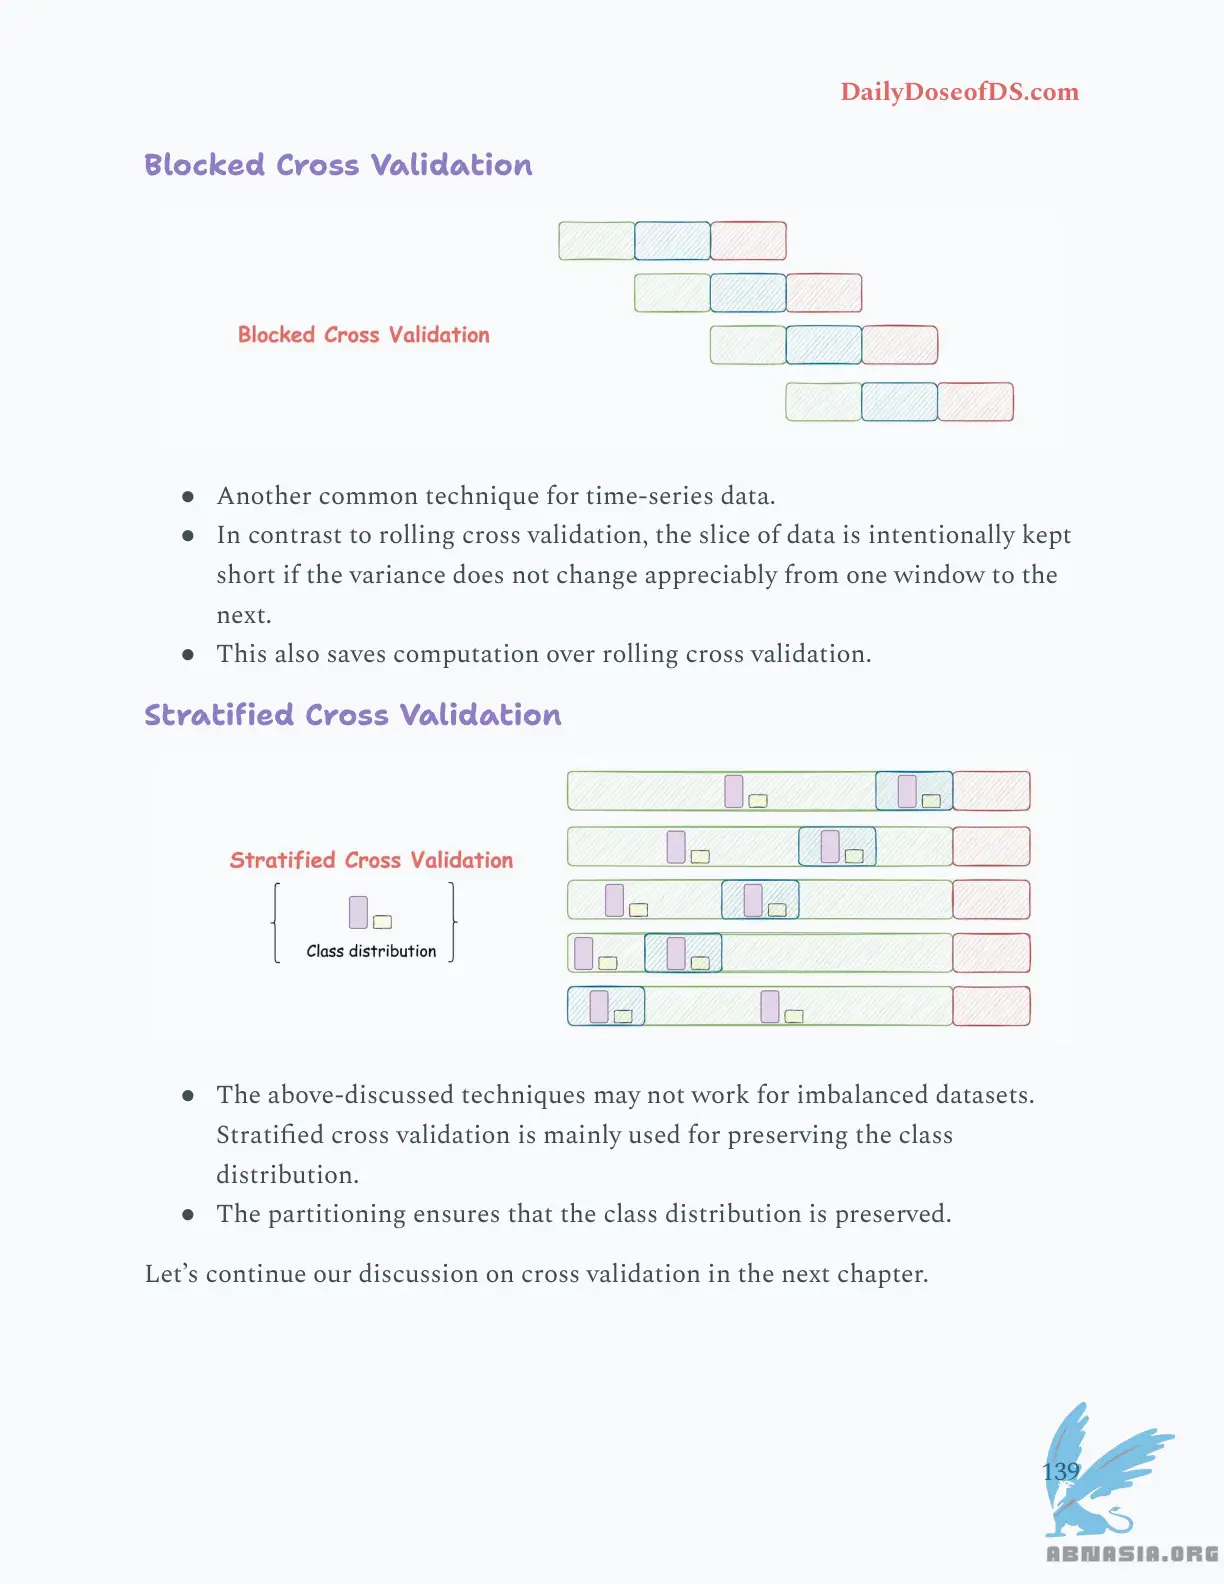 DailyDoseofDS.com
Blocked Cross Validation
Blocked Cross Validation
● Another common technique for time-series data.
● In contrast to rolling cross validation, the slice of data is intentionally kept
short if the variance does not change appreciably from one window to the
next.
● This also saves computation over rolling cross validation.
Stratified Cross Validation
Stratified Cross Validation
Class distribution
● The above-discussed techniques may not work for imbalanced datasets.
Stratified cross validation is mainly used for preserving the class
distribution.
● The partitioning ensures that the class distribution is preserved.
Let’s continue our discussion on cross validation in the next chapter.
139
ABNASIA.ORG